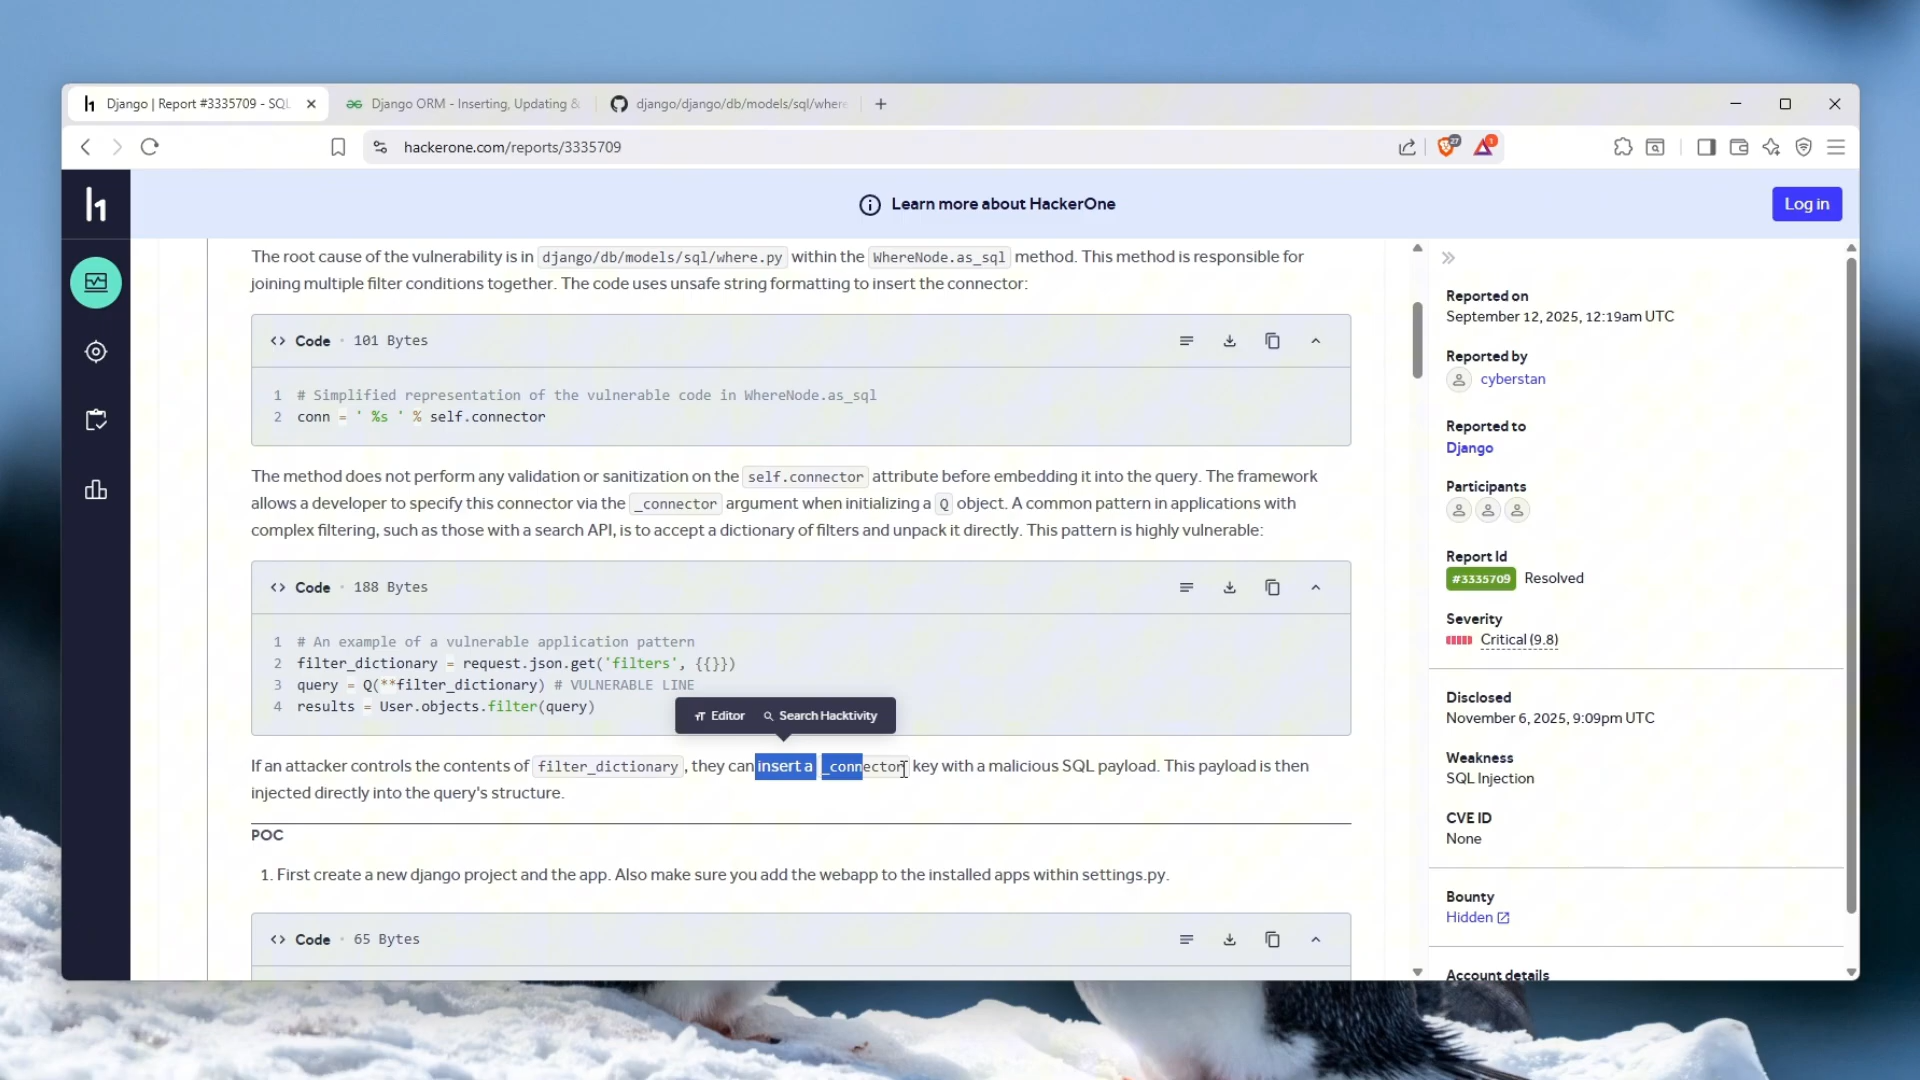 Django | Report #3335709 - SQL
Django ORM - Inserting, Updating &
django/django/db/models/sql/where
hackerone.com/reports/3335709
27
1
h1
Learn more about HackerOne
Log in
The root cause of the vulnerability is in django/db/models/sql/where.py within the WhereNode.as_sql method. This method is responsible for
joining multiple filter conditions together. The code uses unsafe string formatting to insert the connector:
<> Code · 101 Bytes
1 # Simplified representation of the vulnerable code in WhereNode.as_sql
2 conn = ' %s ' % self.connector
The method does not perform any validation or sanitization on the self.connector attribute before embedding it into the query. The framework
allows a developer to specify this connector via the _connector argument when initializing a Q object. A common pattern in applications with
complex filtering, such as those with a search API, is to accept a dictionary of filters and unpack it directly. This pattern is highly vulnerable:
<> Code · 188 Bytes
1 # An example of a vulnerable application pattern
2 filter_dictionary = request.json.get('filters', {{}})
3 query = Q(**filter_dictionary) # VULNERABLE LINE
4 results = User.objects.filter(query)
Editor Search Hacktivity
If an attacker controls the contents of filter_dictionary, they can insert a _connector key with a malicious SQL payload. This payload is then
injected directly into the query's structure.
POC
1. First create a new django project and the app. Also make sure you add the webapp to the installed apps within settings.py.
<> Code · 65 Bytes
Reported on
September 12, 2025, 12:19am UTC
Reported by
cyberstan
Reported to
Django
Participants
Report Id
#3335709 Resolved
Severity
Critical (9.8)
Disclosed
November 6, 2025, 9:09pm UTC
Weakness
SQL Injection
CVE ID
None
Bounty
Hidden
Account details